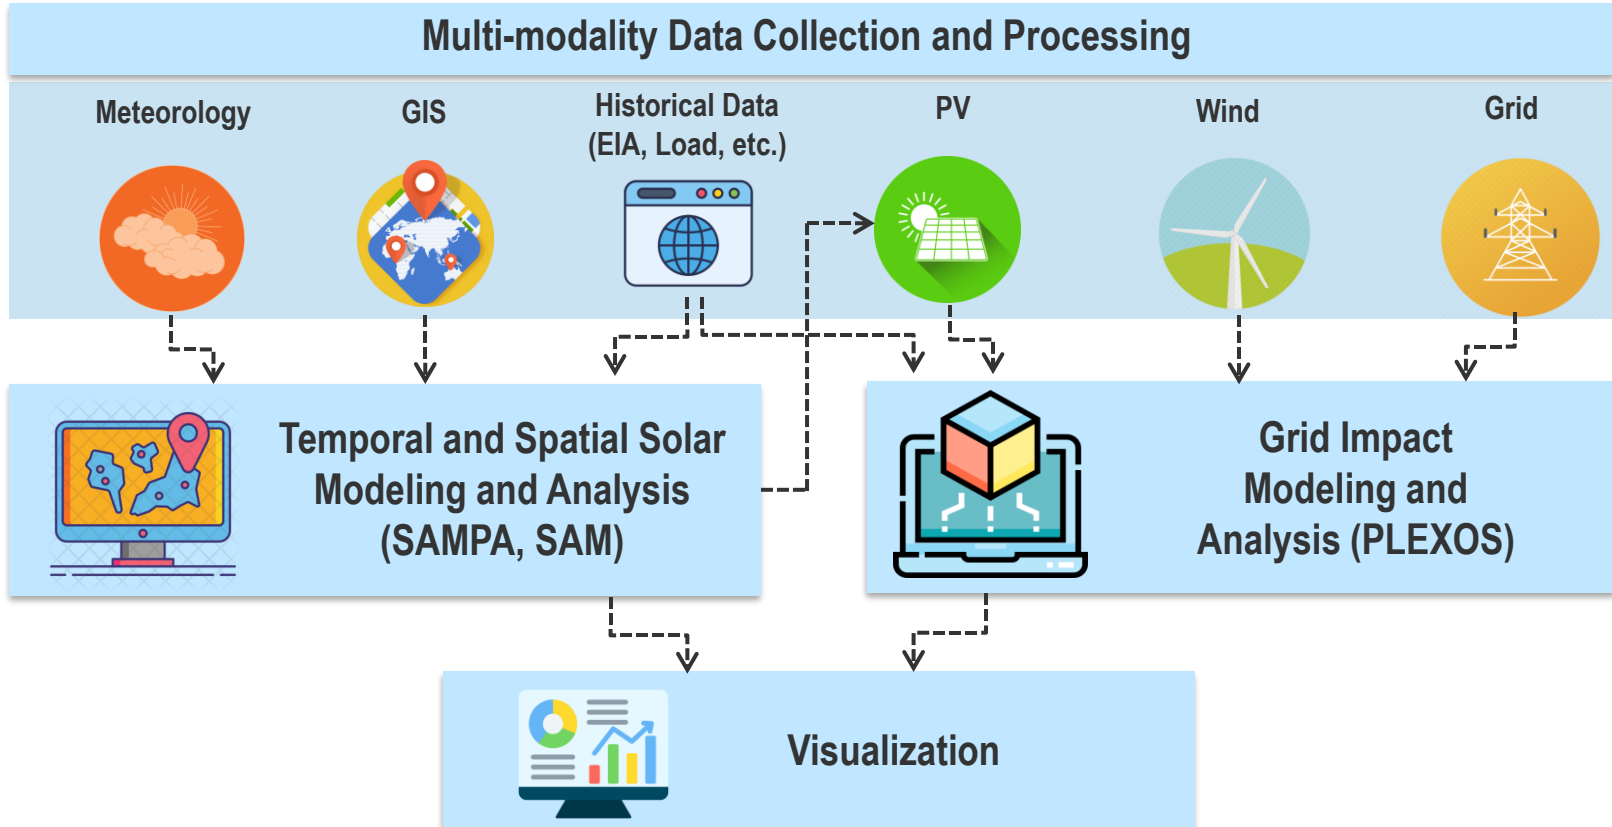 Multi-modality Data Collection and Processing
Meteorology
GIS
Historical Data
(EIA, Load, etc.)
PV
Wind
Grid
Temporal and Spatial Solar
Modeling and Analysis
(SAMPA, SAM)
Grid Impact
Modeling and
Analysis (PLEXOS)
Visualization